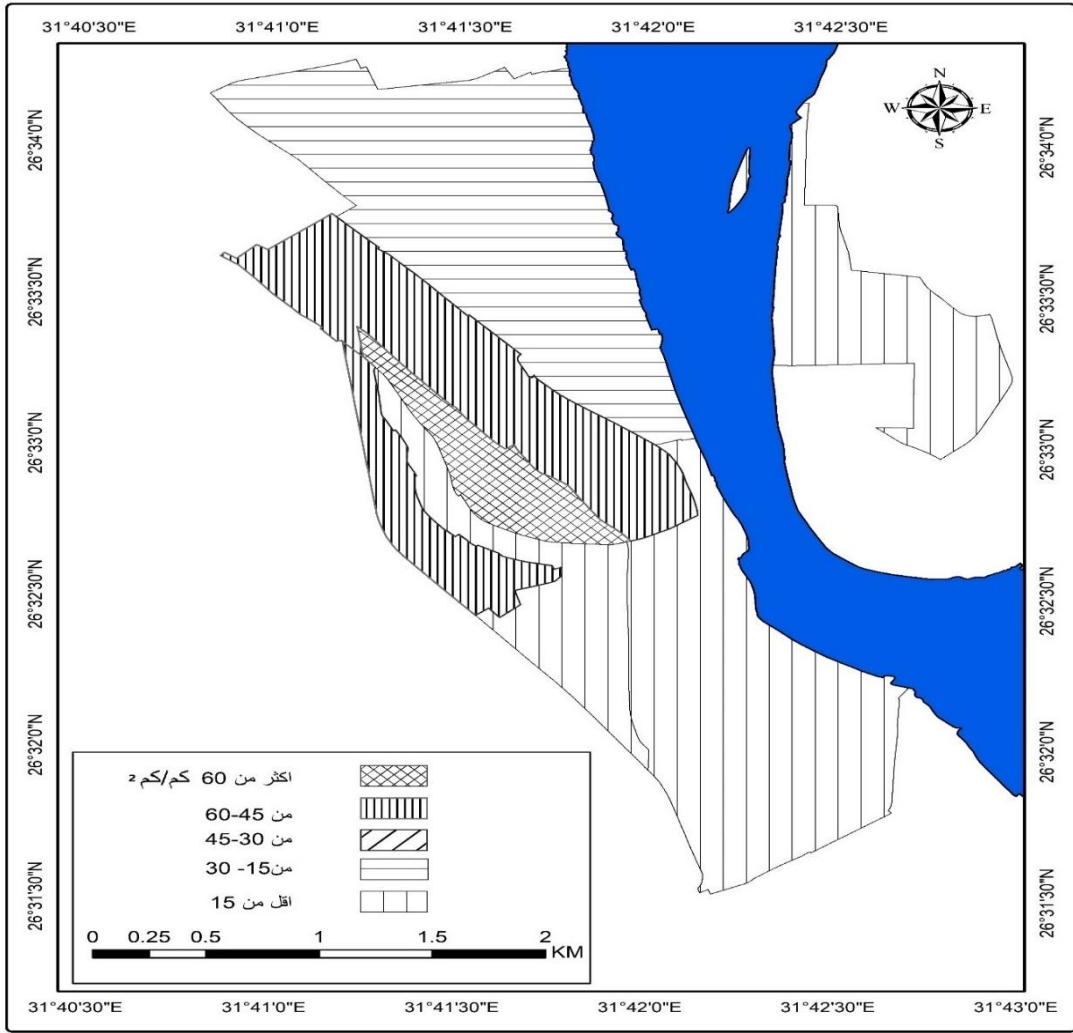 31°40'30"E 31°41'0"E 31°41'30"E 31°42'0"E 31°42'30"E
N
W E
S
26°34'0"N 26°34'0"N
26°33'30"N 26°33'30"N
26°33'0"N 26°33'0"N
26°32'30"N 26°32'30"N
26°32'0"N 26°32'0"N
26°31'30"N 26°31'30"N
اكثر من 60 كم/كم ²
من 45-60
من 30-45
من15- 30
اقل من 15
0 0.25 0.5 1 1.5 2
KM
31°40'30"E 31°41'0"E 31°41'30"E 31°42'0"E 31°42'30"E 31°43'0"E